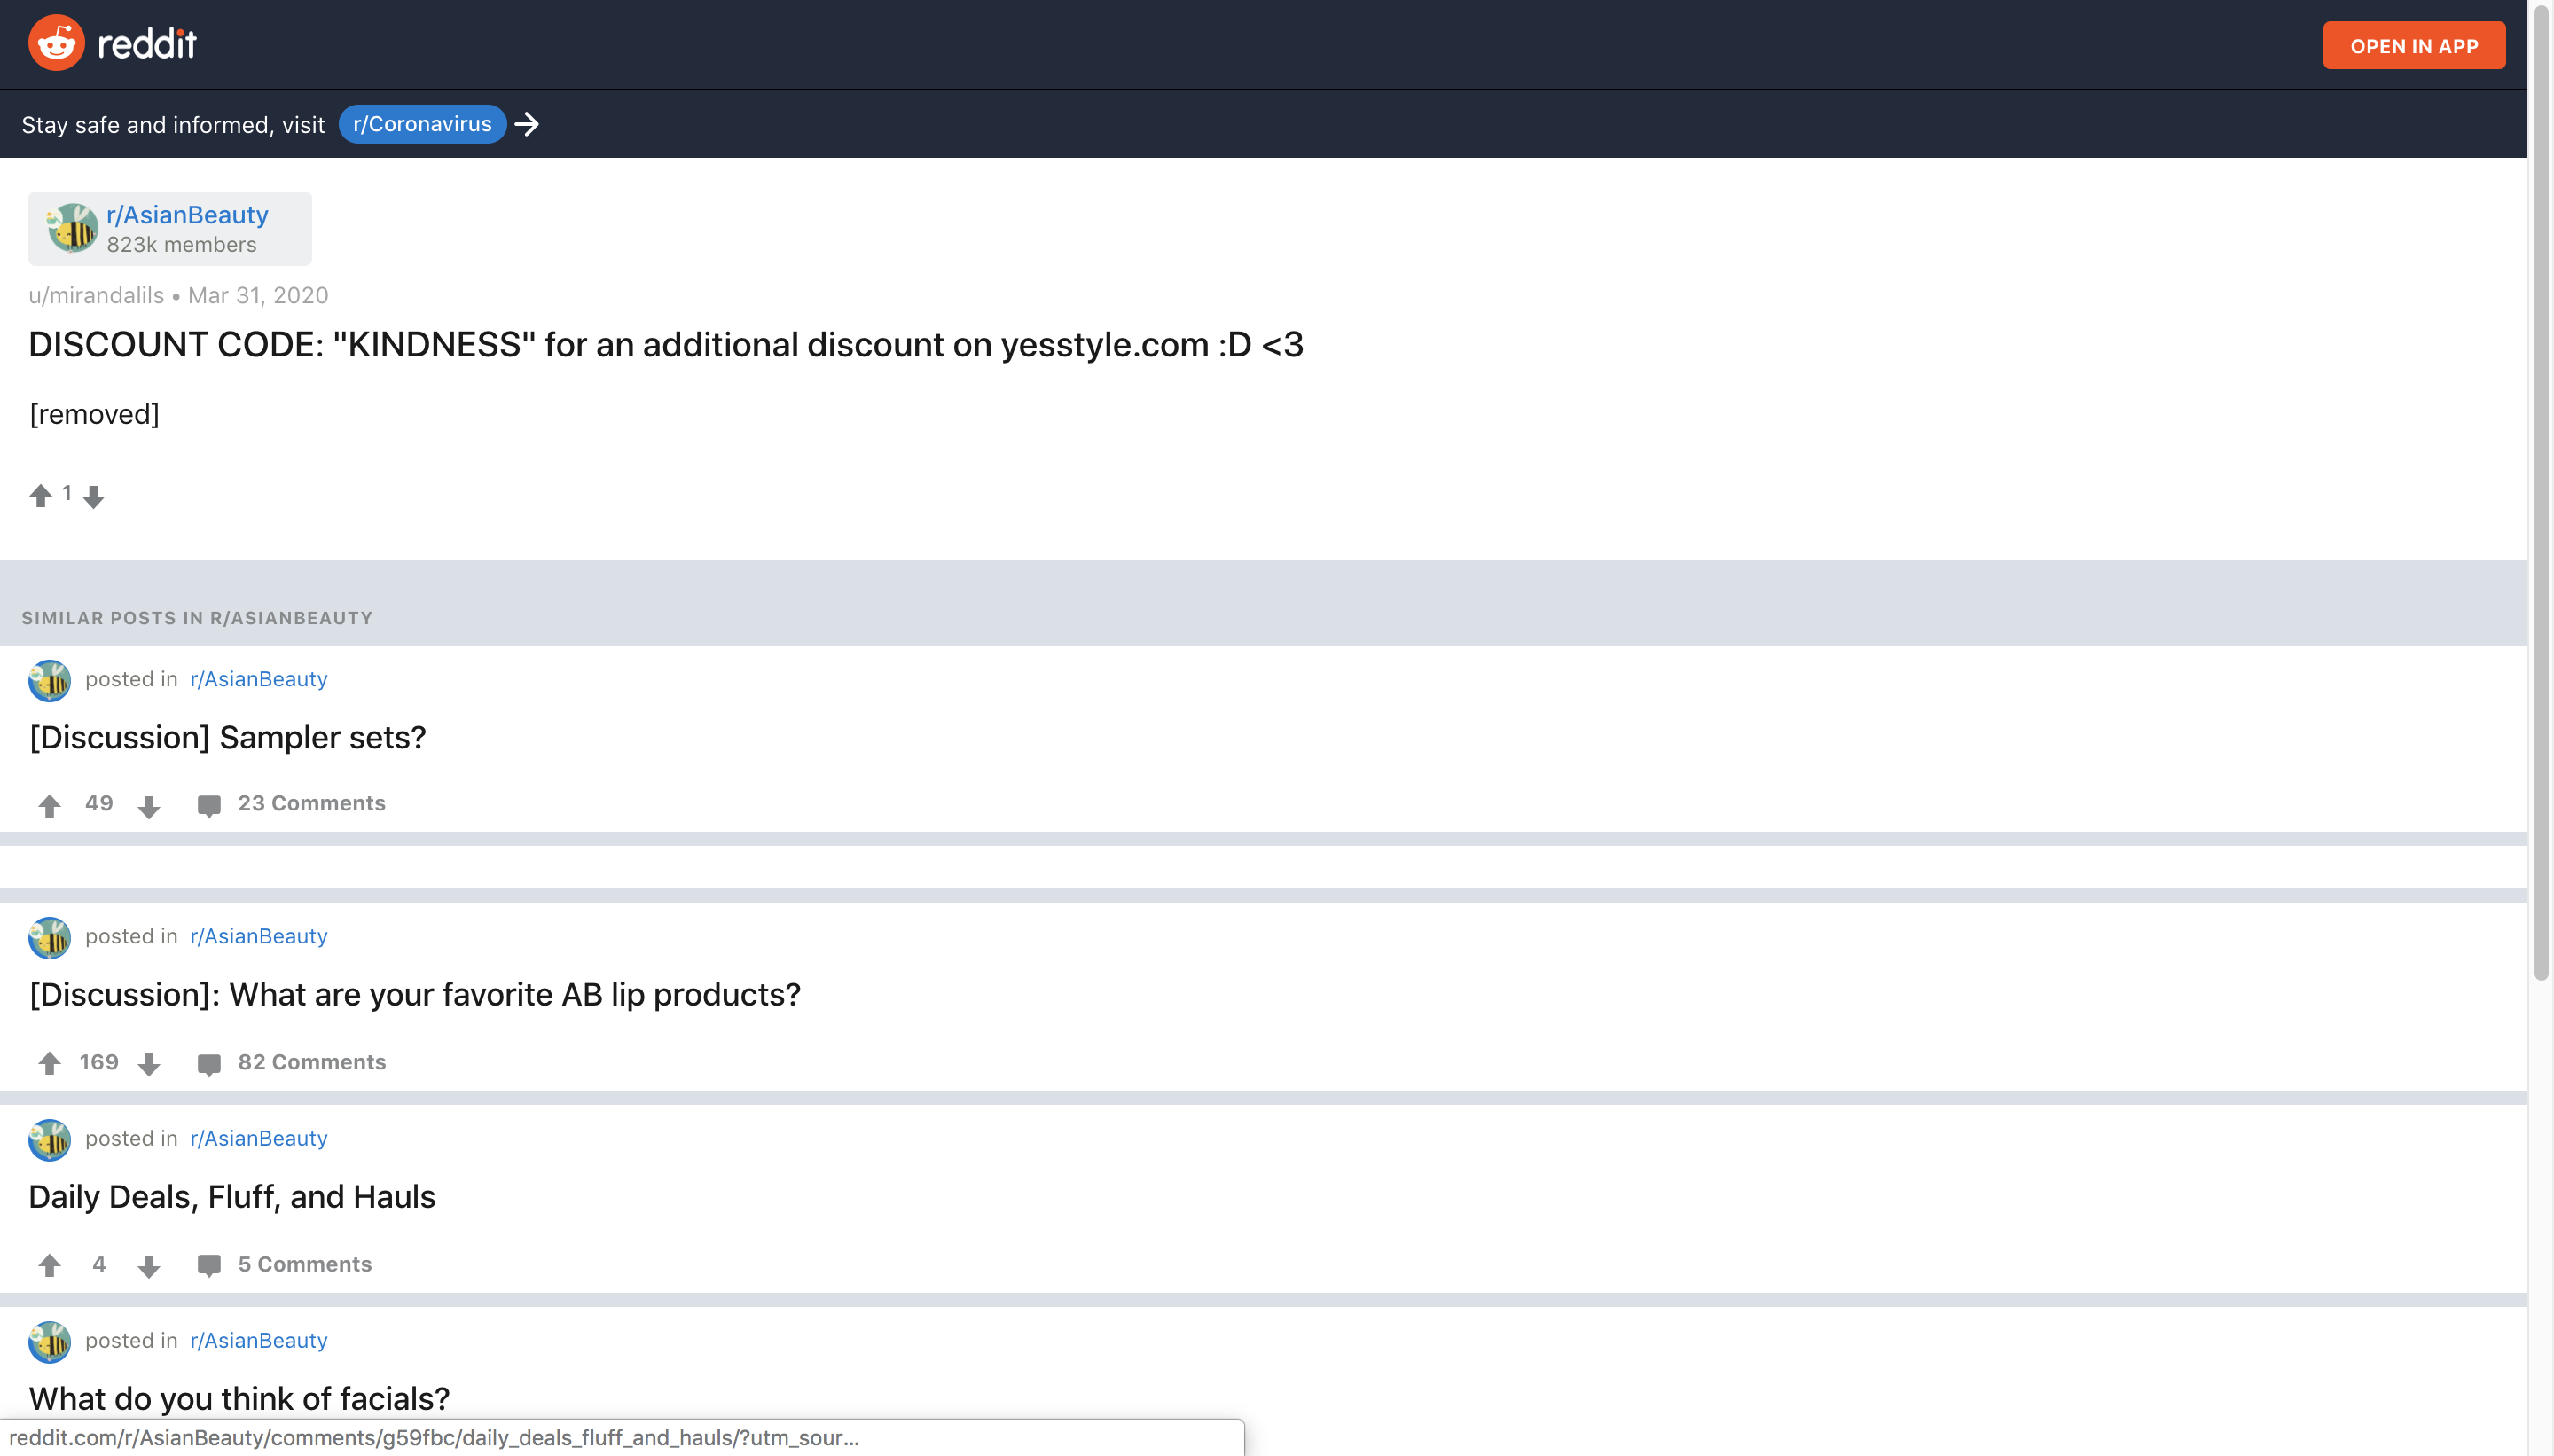 reddit
OPEN IN APP
Stay safe and informed, visit r/Coronavirus
r/AsianBeauty
823k members
u/mirandalils • Mar 31, 2020
DISCOUNT CODE: "KINDNESS" for an additional discount on yesstyle.com :D <3
[removed]
1
SIMILAR POSTS IN R/ASIANBEAUTY
posted in r/AsianBeauty
[Discussion] Sampler sets?
49 23 Comments
posted in r/AsianBeauty
[Discussion]: What are your favorite AB lip products?
169 82 Comments
posted in r/AsianBeauty
Daily Deals, Fluff, and Hauls
4 5 Comments
posted in r/AsianBeauty
What do you think of facials?
reddit.com/r/AsianBeauty/comments/g59fbc/daily_deals_fluff_and_hauls/?utm_sour...